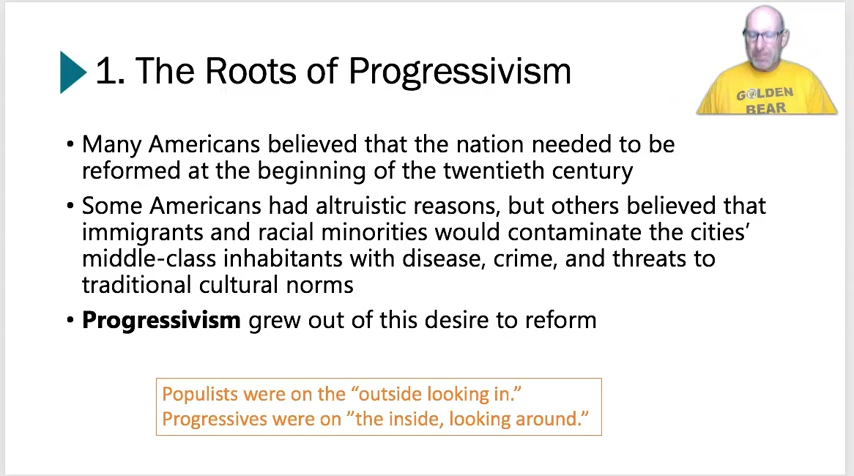 1. The Roots of Progressivism
GOLDEN
BEAR
• Many Americans believed that the nation needed to be
reformed at the beginning of the twentieth century
• Some Americans had altruistic reasons, but others believed that
immigrants and racial minorities would contaminate the cities’
middle-class inhabitants with disease, crime, and threats to
traditional cultural norms
• Progressivism grew out of this desire to reform
Populists were on the “outside looking in.”
Progressives were on ”the inside, looking around.”